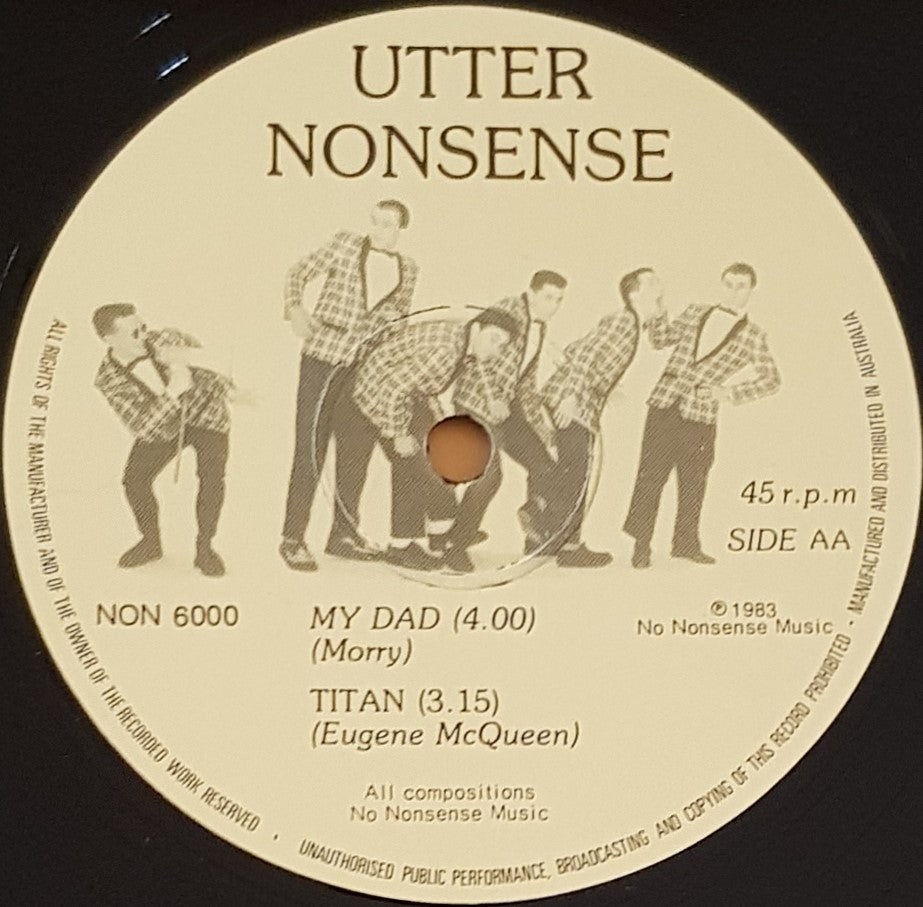 UTTER
NONSENSE
45 r.p.m
SIDE AA
NON 6000
MY DAD (4.00)
(Morry)
℗ 1983
No Nonsense Music
TITAN (3.15)
(Eugene McQueen)
All compositions
No Nonsense Music
ALL RIGHTS OF THE MANUFACTURER AND OF THE OWNER OF THE RECORDED WORK RESERVED · UNAUTHORISED PUBLIC PERFORMANCE, BROADCASTING AND COPYING OF THIS RECORD PROHIBITED · MANUFACTURED AND DISTRIBUTED IN AUSTRALIA